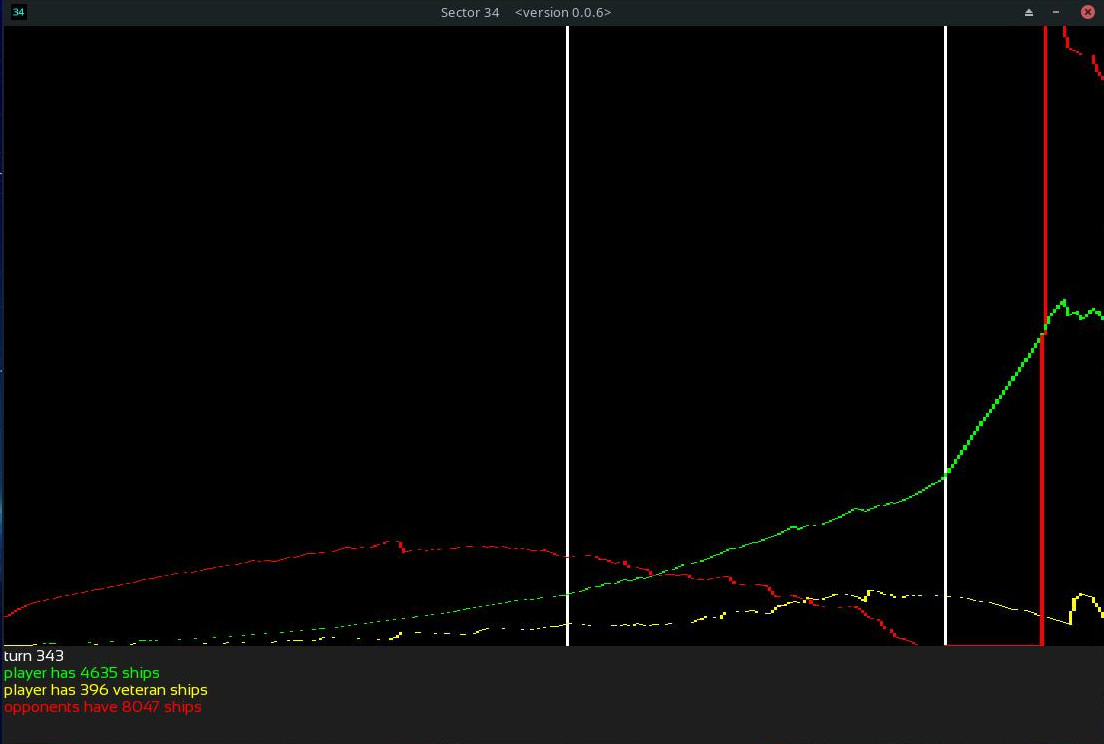 34
Sector 34 <version 0.0.6>
turn 343
player has 4635 ships
player has 396 veteran ships
opponents have 8047 ships